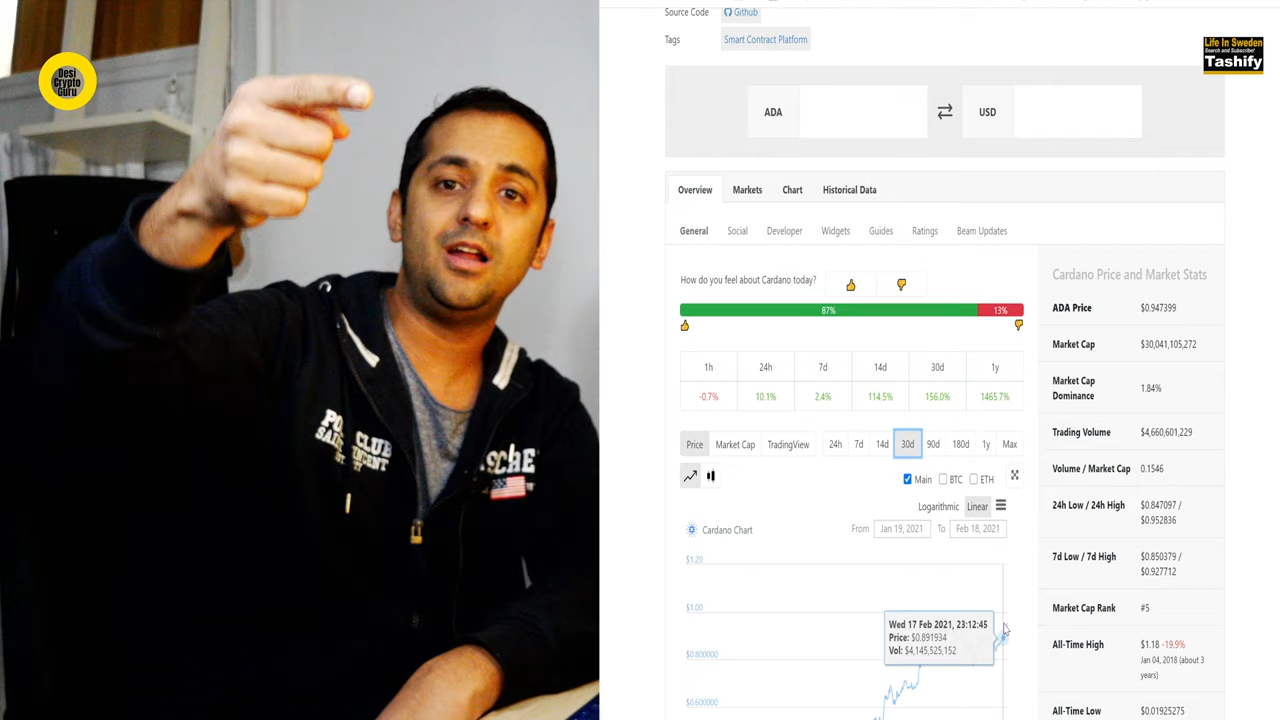 Desi
Crypto
Guru
Life In Sweden
Search and Subscribe!
Tashify
Source Code Github
Tags Smart Contract Platform
ADA USD
Overview Markets Chart Historical Data
General Social Developer Widgets Guides Ratings Beam Updates
How do you feel about Cardano today?
87% 13%
1h 24h 7d 14d 30d 1y
-0.7% 10.1% 2.4% 114.5% 156.0% 1465.7%
Price Market Cap TradingView 24h 7d 14d 30d 90d 180d 1y Max
Main BTC ETH
Logarithmic Linear
Cardano Chart From Jan 19, 2021 To Feb 18, 2021
$1.20
$1.00
$0.800000
$0.600000
Wed 17 Feb 2021, 23:12:45
Price: $0.891934
Vol: $4,145,525,152
Cardano Price and Market Stats
ADA Price $0.947399
Market Cap $30,041,105,272
Market Cap
Dominance 1.84%
Trading Volume $4,660,601,229
Volume / Market Cap 0.1546
24h Low / 24h High $0.847097 /
$0.952836
7d Low / 7d High $0.850379 /
$0.927712
Market Cap Rank #5
All-Time High $1.18 -19.9%
Jan 04, 2018 (about 3
years)
All-Time Low $0.01925275